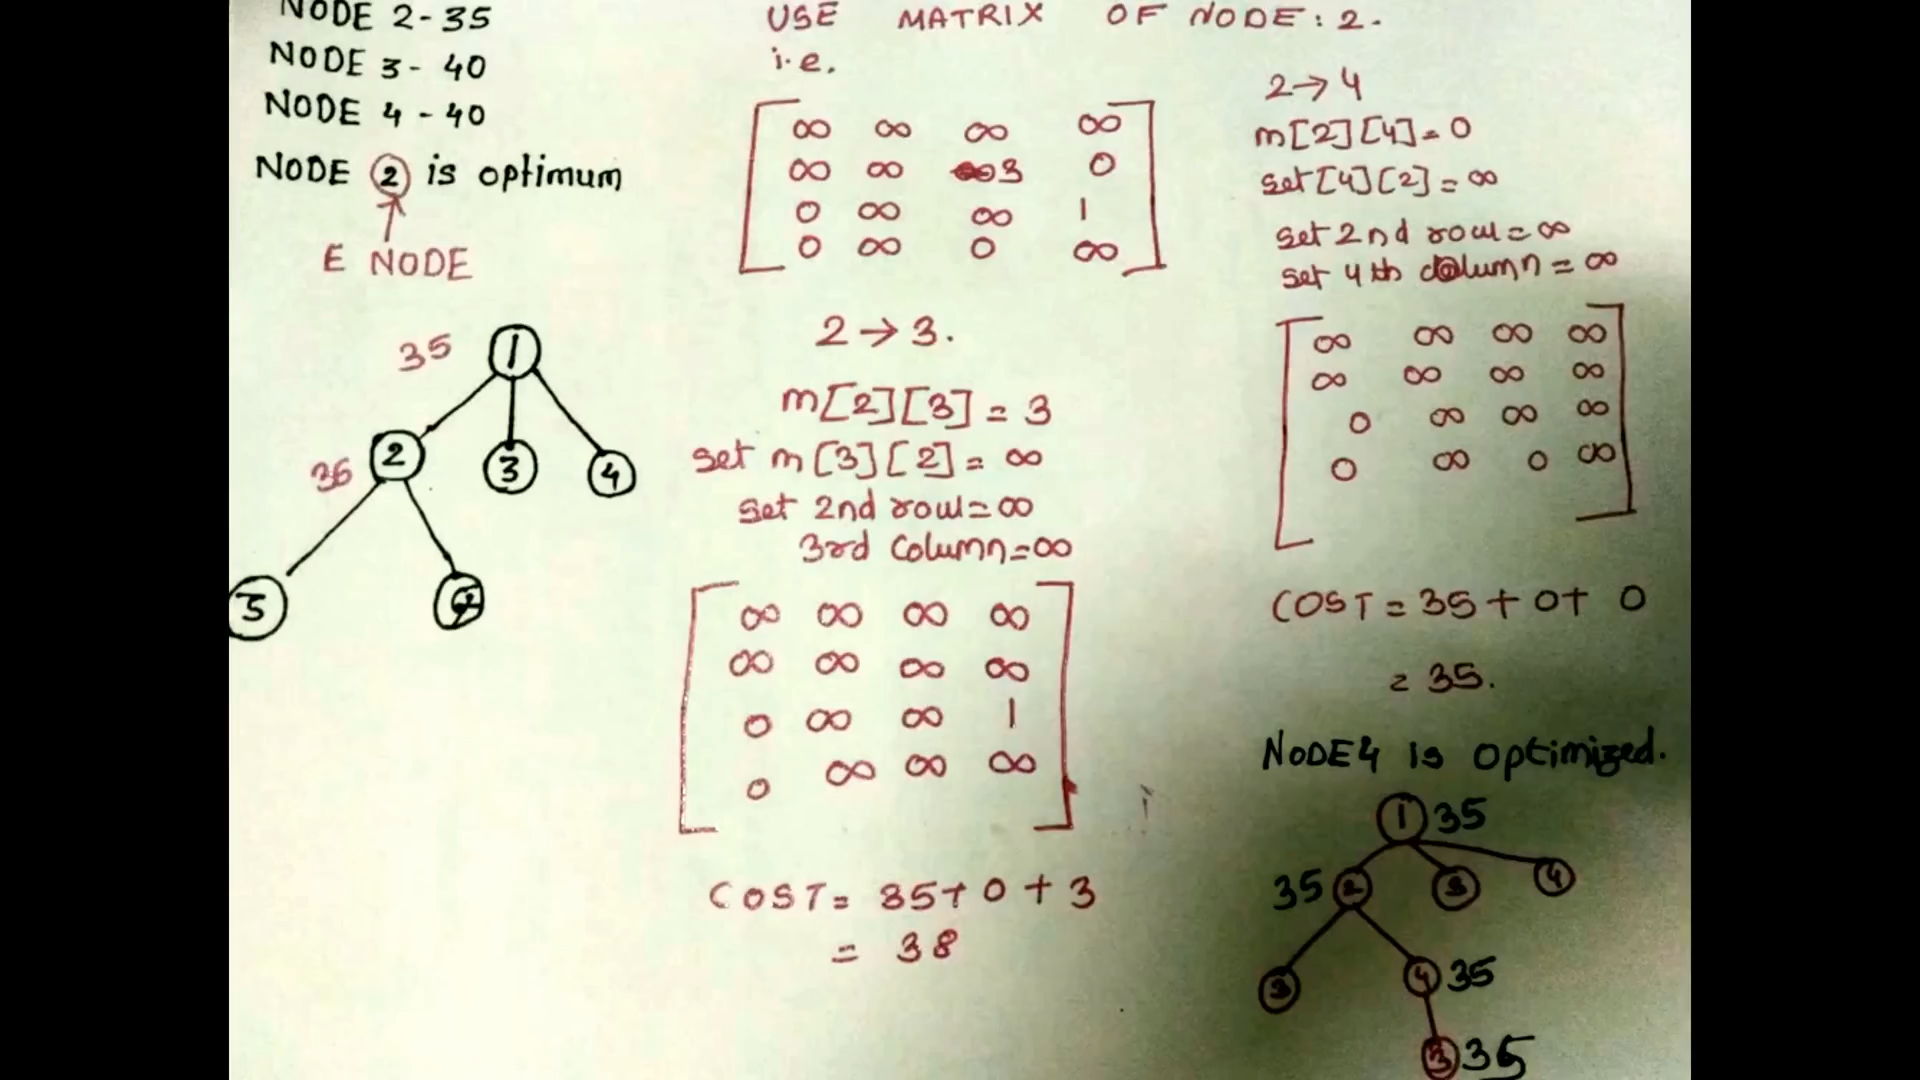 NODE 2-35
NODE 3- 40
NODE 4 - 40
NODE 2 is optimum
E NODE
35
1
36
2
3
4
3
USE MATRIX OF NODE: 2.
i.e.
∞ ∞ ∞ ∞
∞ ∞ 3 0
0 ∞ ∞ 1
0 ∞ 0 ∞
2→3.
m[2][3] = 3
set m[3][2] = ∞
set 2nd row = ∞
3rd column = ∞
∞ ∞ ∞ ∞
∞ ∞ ∞ ∞
0 ∞ ∞ 1
0 ∞ ∞ ∞
COST = 35+ 0 + 3
= 38
2→4
m[2][4] = 0
set[4][2] = ∞
set 2nd row = ∞
set 4th column = ∞
∞ ∞ ∞ ∞
∞ ∞ ∞ ∞
0 ∞ ∞ ∞
0 ∞ 0 ∞
COST = 35 + 0 + 0
= 35.
NODE4 is optimized.
1 35
35 2 3 4
3 4 35
3 35